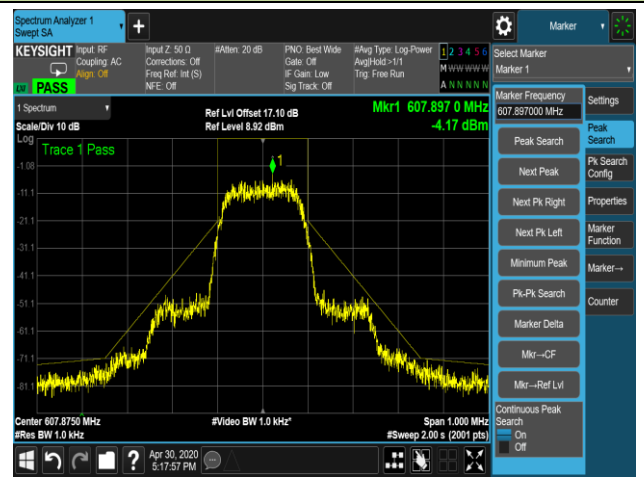 Spectrum Analyzer 1
Swept SA
Marker
KEYSIGHT
Input: RF
Coupling: AC
Align: Off
Input Z: 50 Ω
Corrections: Off
Freq Ref: Int (S)
NFE: Off
#Atten: 20 dB
PNO: Best Wide
Gate: Off
IF Gain: Low
Sig Track: Off
#Avg Type: Log-Power
Avg|Hold:>1/1
Trig: Free Run
1 2 3 4 5 6
M W W W W W
A N N N N N
LXI
PASS
Select Marker
Marker 1
1 Spectrum
Scale/Div 10 dB
Ref Lvl Offset 17.10 dB
Ref Level 8.92 dBm
Mkr1 607.897 0 MHz
-4.17 dBm
Log
Trace 1 Pass
1
-1.08
-11.1
-21.1
-31.1
-41.1
-51.1
-61.1
-71.1
-81.1
Center 607.8750 MHz
#Res BW 1.0 kHz
#Video BW 1.0 kHz*
Span 1.000 MHz
#Sweep 2.00 s (2001 pts)
Marker Frequency
607.897000 MHz
Peak Search
Next Peak
Next Pk Right
Next Pk Left
Minimum Peak
Pk-Pk Search
Marker Delta
Mkr→CF
Mkr→Ref Lvl
Continuous Peak
Search
On
Off
Settings
Peak
Search
Pk Search
Config
Properties
Marker
Function
Marker→
Counter
?
Apr 30, 2020
5:17:57 PM